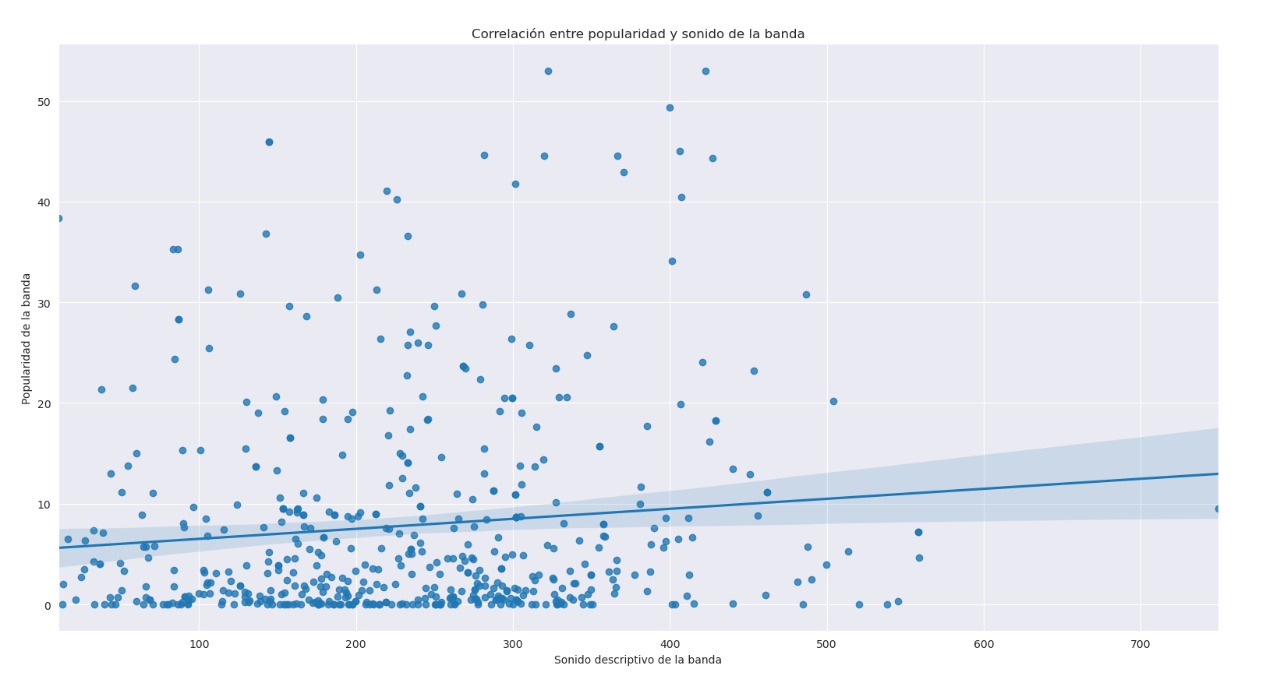 Correlación entre popularidad y sonido de la banda
Popularidad de la banda
50
40
30
20
10
0
100 200 300 400 500 600 700
Sonido descriptivo de la banda